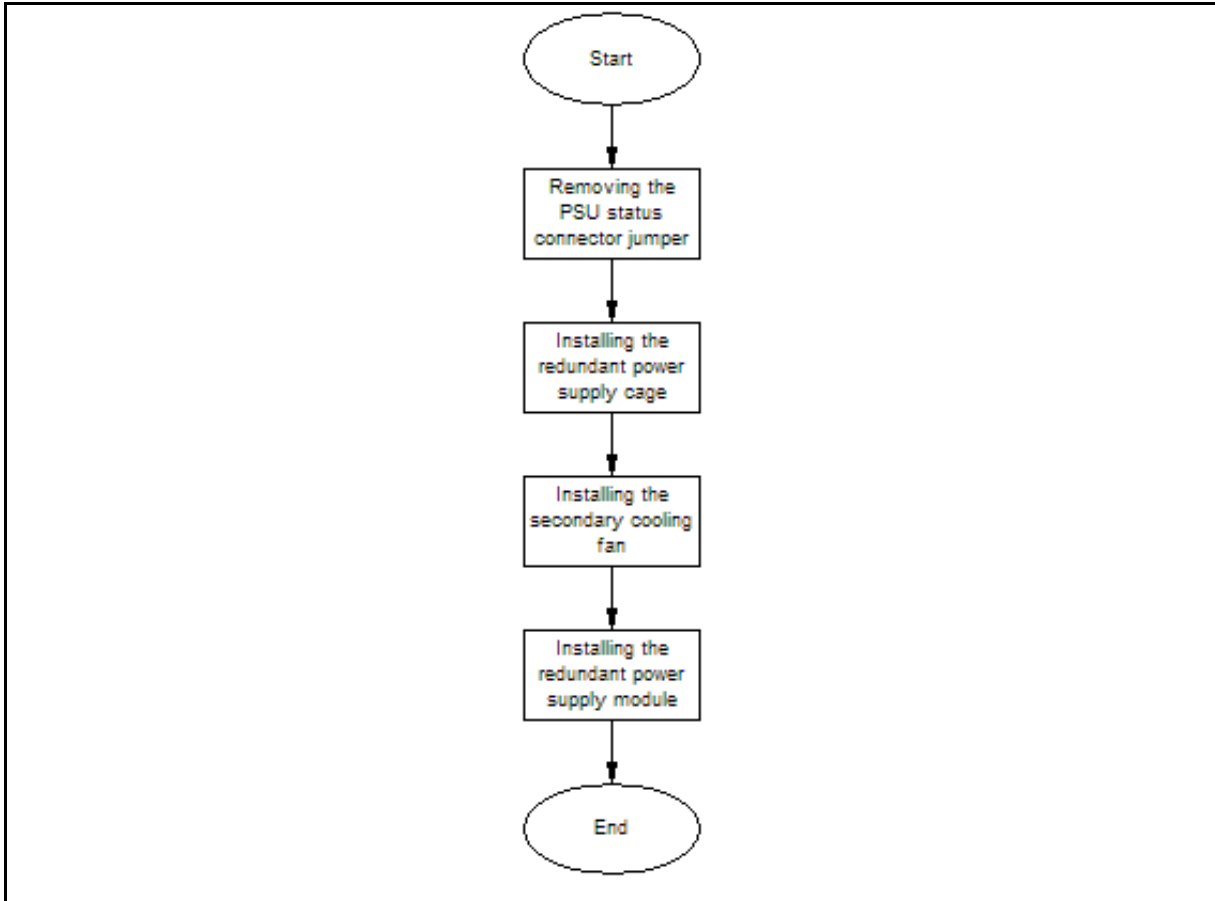 Start
Removing the
PSU status
connector jumper
Installing the
redundant power
supply cage
Installing the
secondary cooling
fan
Installing the
redundant power
supply module
End